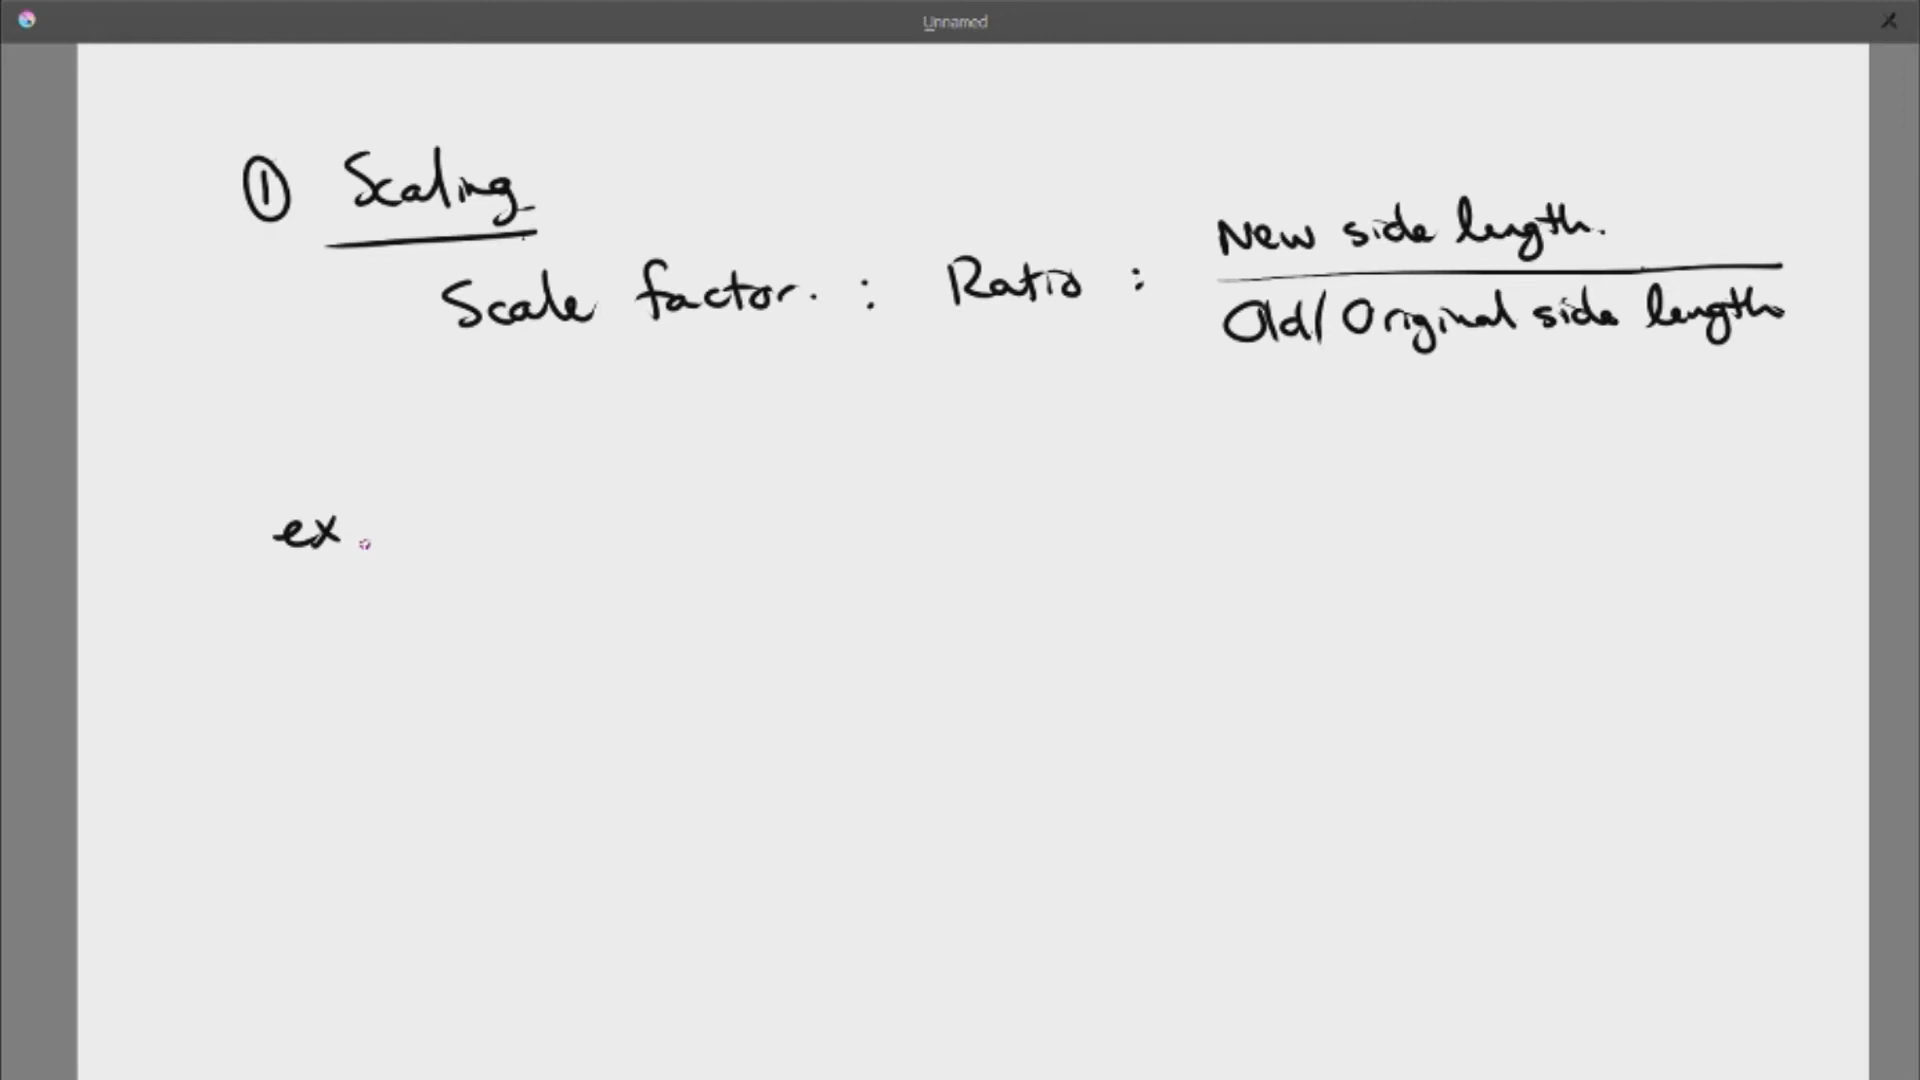 Unnamed
① Scaling
Scale factor. : Ratio : New side length.
Old/Original side length
ex.